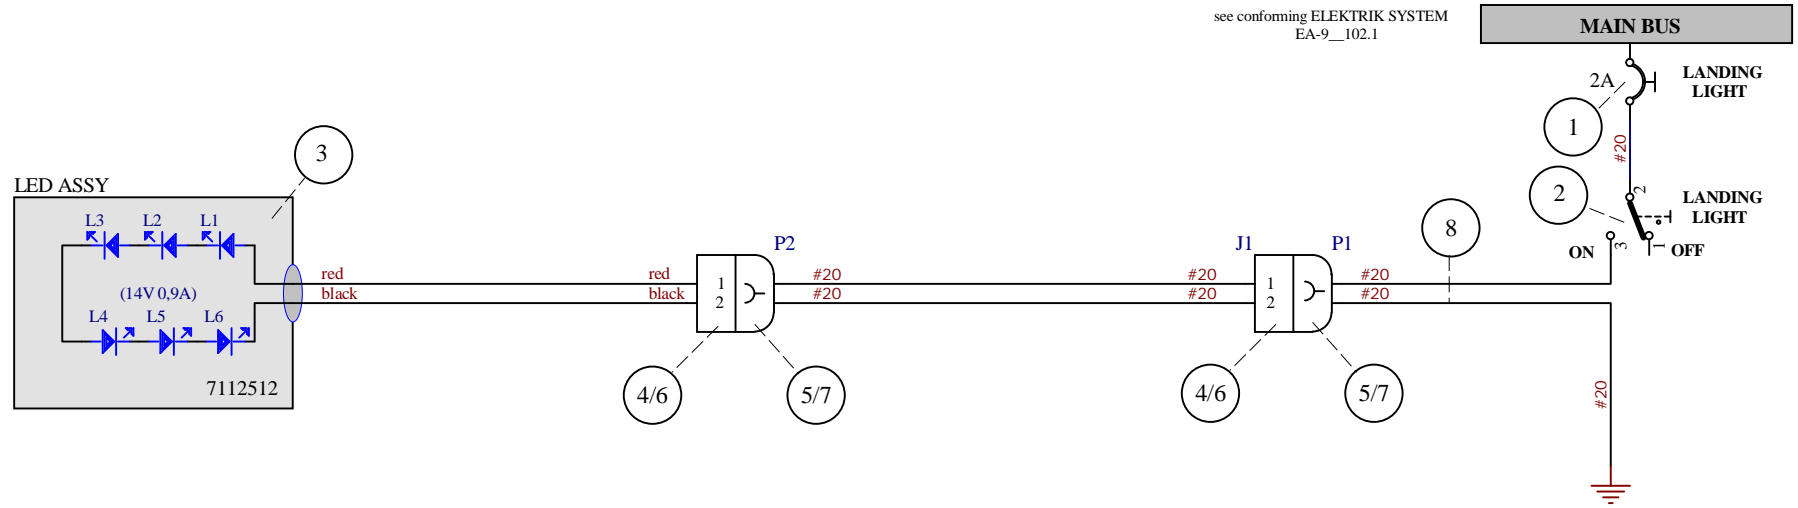 see conforming ELEKTRIK SYSTEM
EA-9__102.1
MAIN BUS
2A
LANDING
LIGHT
1
#20
2
2
LANDING
LIGHT
3
1
ON
OFF
3
LED ASSY
L3 L2 L1
(14V 0,9A)
L4 L5 L6
7112512
red
black
red
black
P2
1
2
#20
#20
4/6
5/7
#20
#20
J1
P1
1
2
#20
#20
8
4/6
5/7
#20